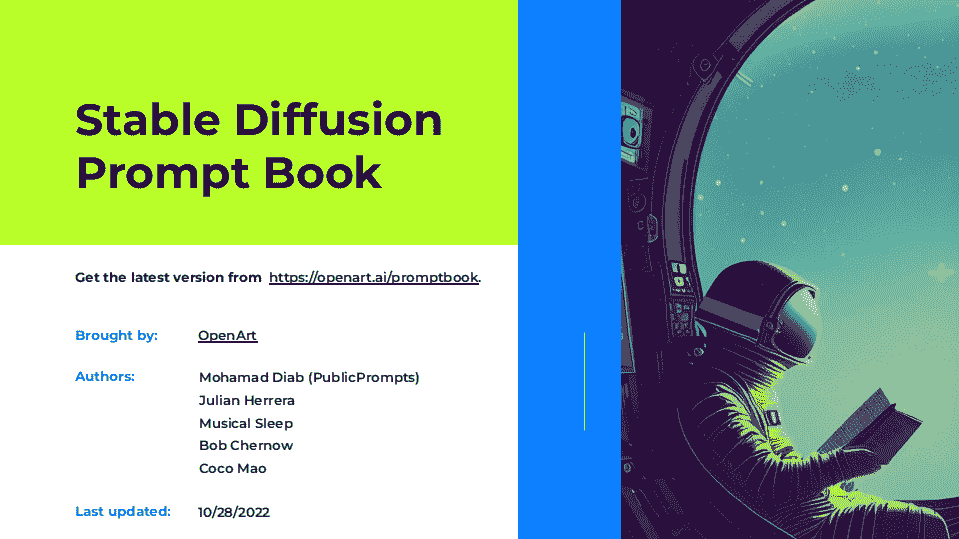 Stable Diffusion
Prompt Book
Get the latest version from https://openart.ai/promptbook.
Brought by: OpenArt
Authors: Mohamad Diab (PublicPrompts)
Julian Herrera
Musical Sleep
Bob Chernow
Coco Mao
Last updated: 10/28/2022